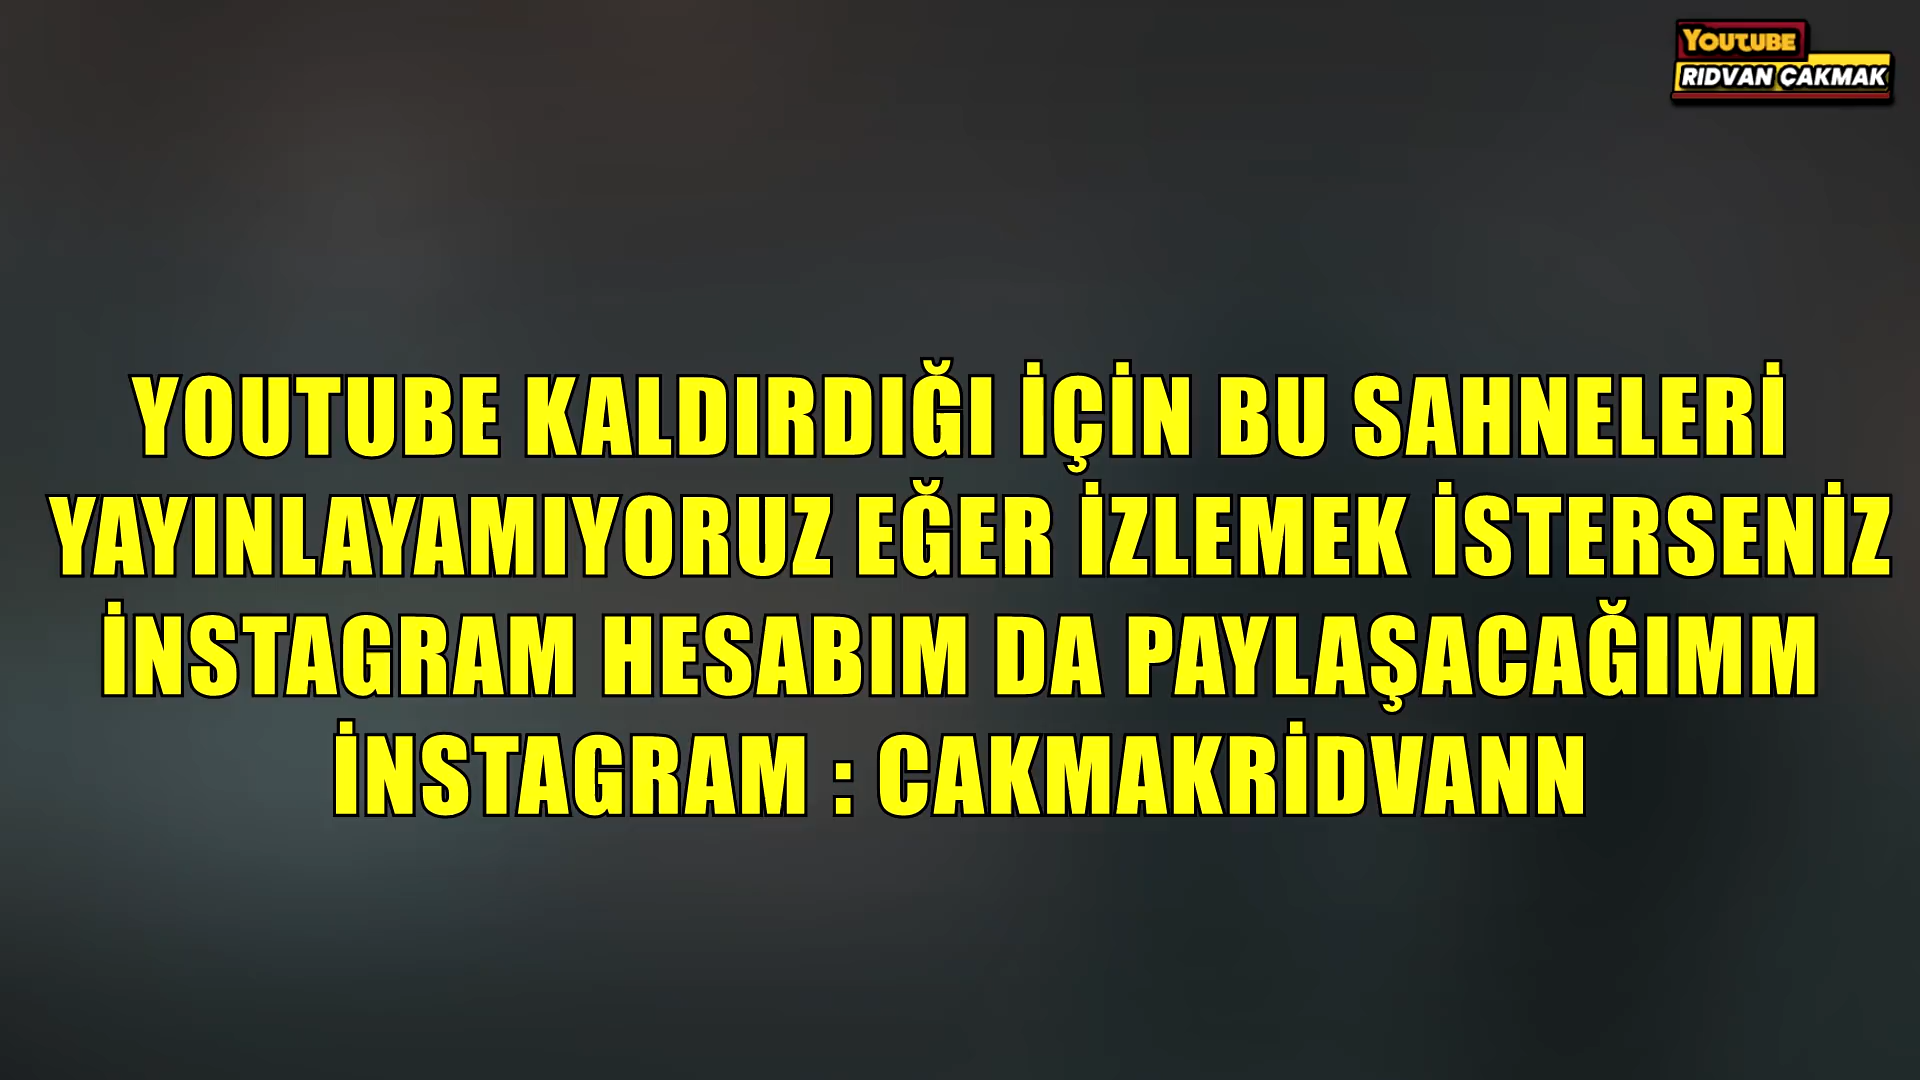 YOUTUBE
RIDVAN ÇAKMAK
YOUTUBE KALDIRDIĞI İÇİN BU SAHNELERİ
YAYINLAYAMIYORUZ EĞER İZLEMEK İSTERSENİZ
İNSTAGRAM HESABIM DA PAYLAŞACAĞIMM
İNSTAGRAM : CAKMAKRİDVANN